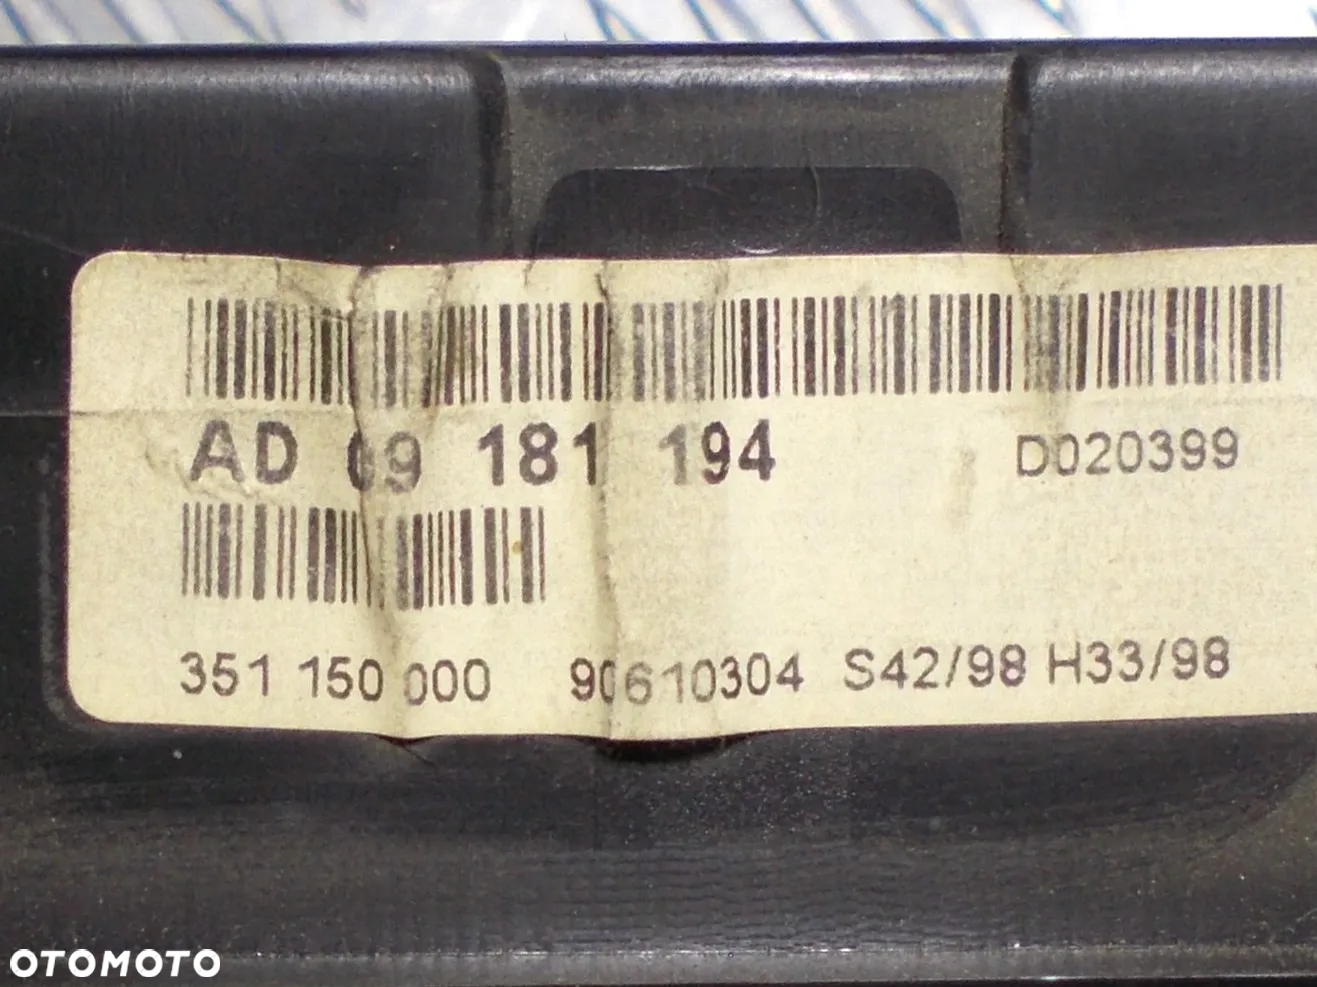 AD 09 181 194 D020399
351 150 000 90610304 S42/98 H33/98
OTOMOTO